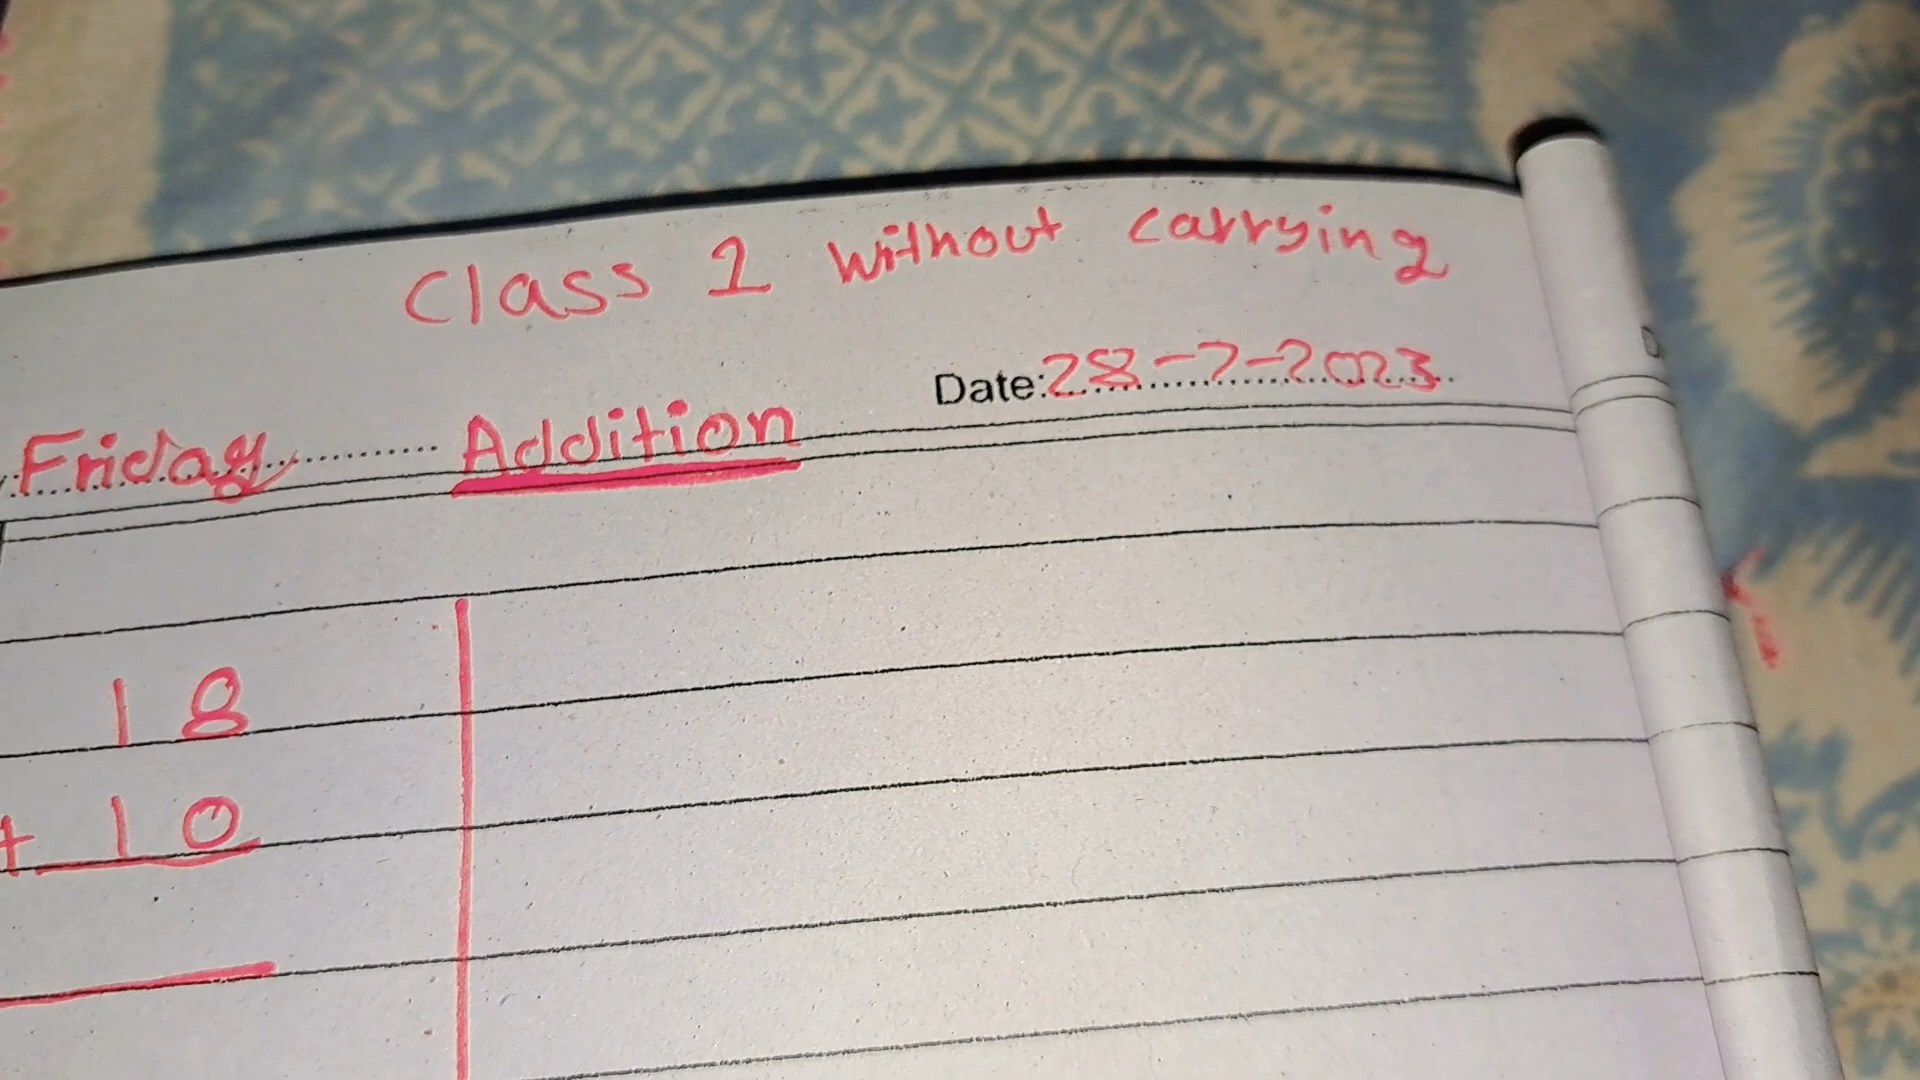 Class 1 without carrying
Date: 28-7-2023
Friday Addition
18
+ 10